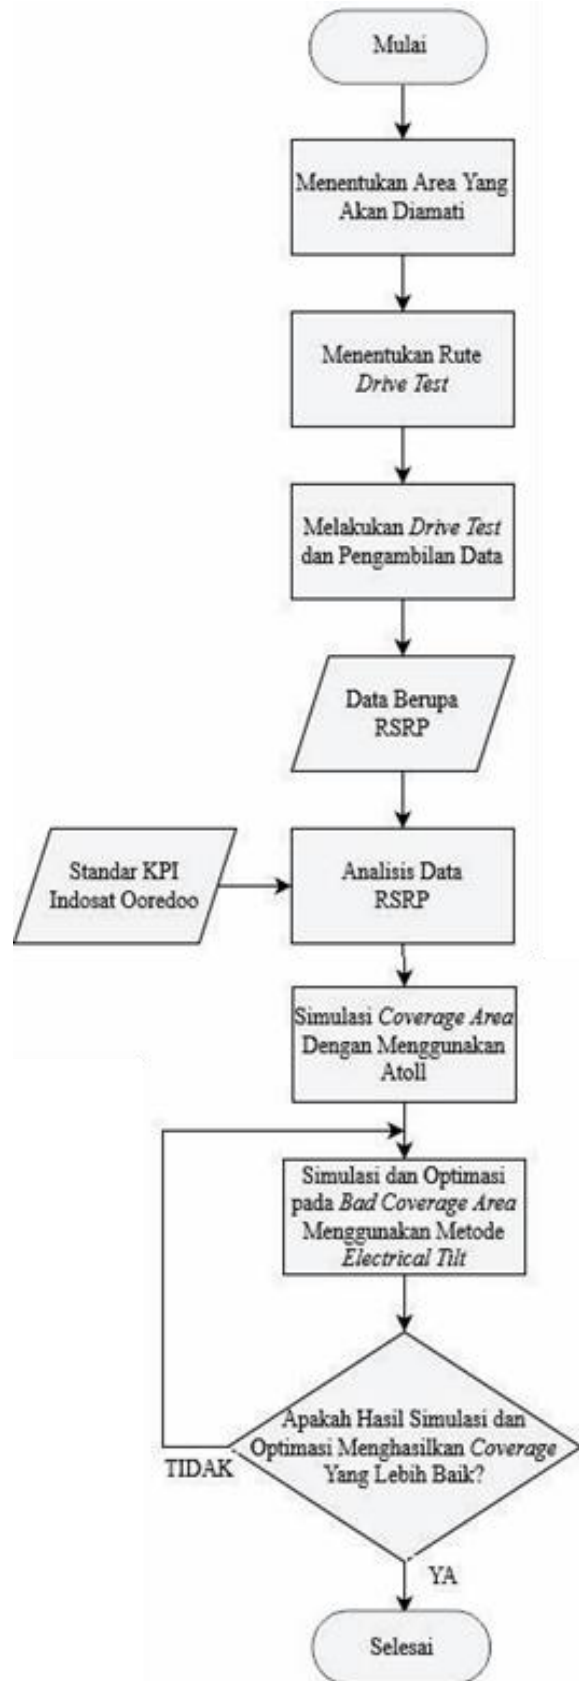 Mulai
Menentukan Area Yang
Akan Diamati
Menentukan Rute
Drive Test
Melakukan Drive Test
dan Pengambilan Data
Data Berupa
RSRP
Standar KPI
Indosat Ooredoo
Analisis Data
RSRP
Simulasi Coverage Area
Dengan Menggunakan
Atoll
Simulasi dan Optimasi
pada Bad Coverage Area
Menggunakan Metode
Electrical Tilt
Apakah Hasil Simulasi dan
Optimasi Menghasilkan Coverage
Yang Lebih Baik?
TIDAK
YA
Selesai